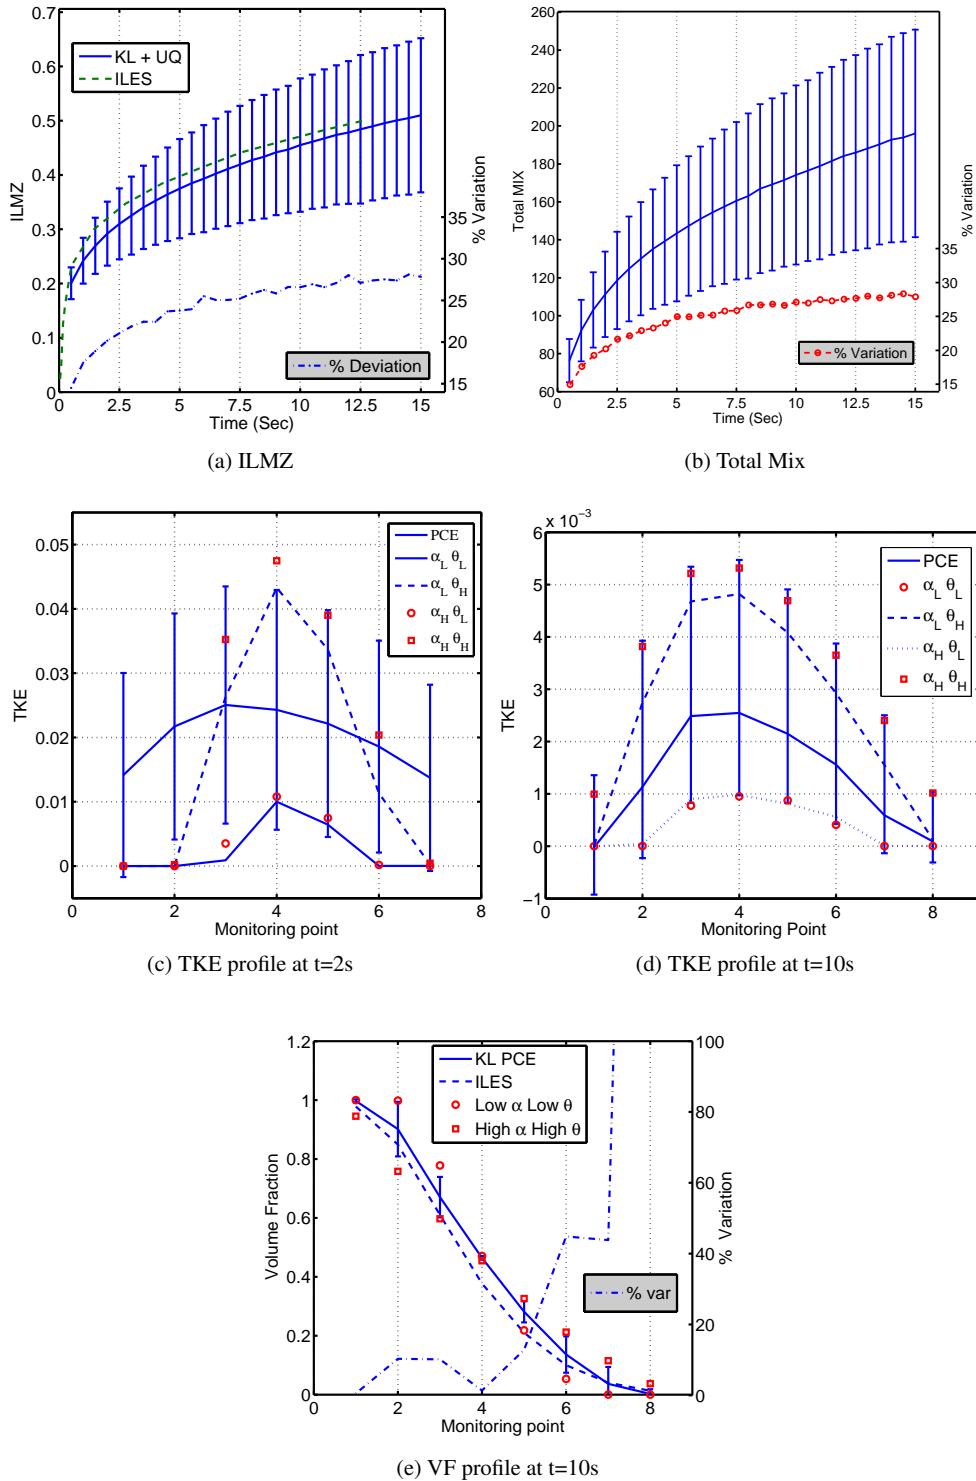 0.7
0.6
0.5
0.4
0.3
0.2
0.1
0
ILMZ
KL + UQ
ILES
% Deviation
35
30
25
20
15
% Variation
0
2.5
5
7.5
10
12.5
15
Time (Sec)
(a) ILMZ
260
240
220
200
180
160
140
120
100
80
60
Total MIX
% Variation
35
30
25
20
15
% Variation
0
2.5
5
7.5
10
12.5
15
Time (Sec)
(b) Total Mix
0.05
0.04
0.03
0.02
0.01
0
TKE
PCE
α_L θ_L
α_L θ_H
α_H θ_L
α_H θ_H
0
2
4
6
8
Monitoring point
(c) TKE profile at t=2s
x 10⁻³
6
5
4
3
2
1
0
−1
TKE
PCE
α_L θ_L
α_L θ_H
α_H θ_L
α_H θ_H
0
2
4
6
8
Monitoring Point
(d) TKE profile at t=10s
1.2
1
0.8
0.6
0.4
0.2
0
Volume Fraction
KL PCE
ILES
Low α Low θ
High α High θ
% var
100
80
60
40
20
0
% Variation
0
2
4
6
8
Monitoring point
(e) VF profile at t=10s